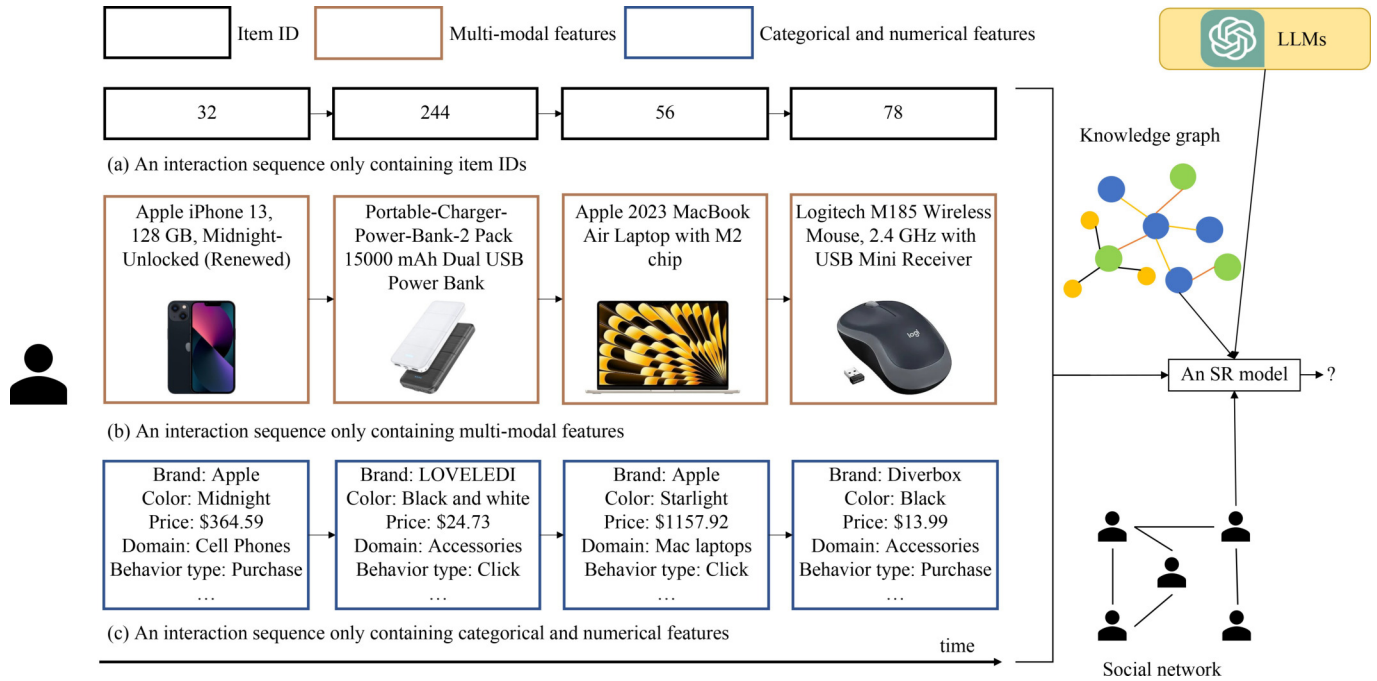 Item ID
Multi-modal features
Categorical and numerical features
LLMs
32
244
56
78
(a) An interaction sequence only containing item IDs
Knowledge graph
Apple iPhone 13,
128 GB, Midnight-
Unlocked (Renewed)
Portable-Charger-
Power-Bank-2 Pack
15000 mAh Dual USB
Power Bank
Apple 2023 MacBook
Air Laptop with M2
chip
Logitech M185 Wireless
Mouse, 2.4 GHz with
USB Mini Receiver
logi
An SR model
?
(b) An interaction sequence only containing multi-modal features
Brand: Apple
Color: Midnight
Price: $364.59
Domain: Cell Phones
Behavior type: Purchase
…
Brand: LOVELEDI
Color: Black and white
Price: $24.73
Domain: Accessories
Behavior type: Click
…
Brand: Apple
Color: Starlight
Price: $1157.92
Domain: Mac laptops
Behavior type: Click
…
Brand: Diverbox
Color: Black
Price: $13.99
Domain: Accessories
Behavior type: Purchase
…
(c) An interaction sequence only containing categorical and numerical features
time
Social network